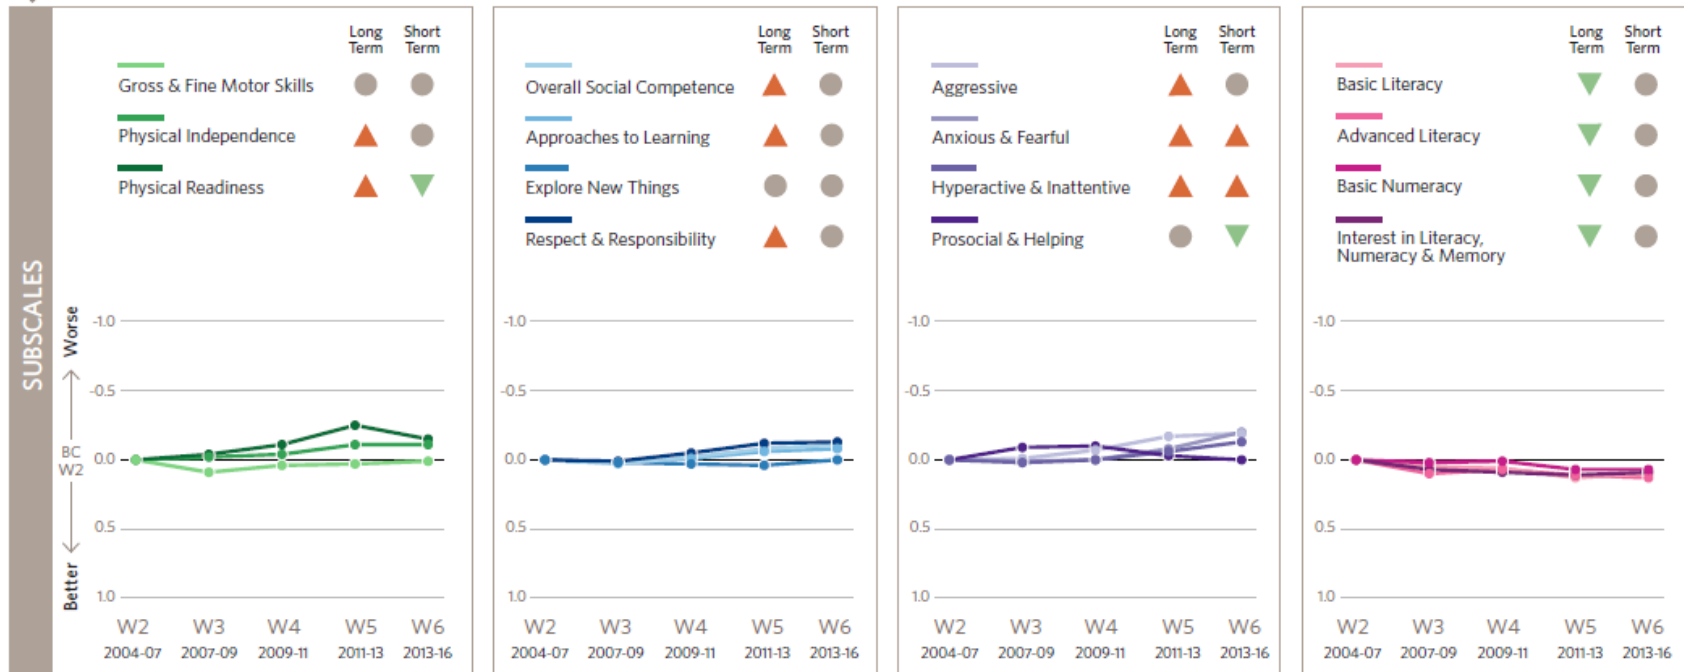 SUBSCALES
Worse
BC
W2
Better
Long Term
Short Term
Gross & Fine Motor Skills
Physical Independence
Physical Readiness
-1.0
-0.5
0.0
0.5
1.0
W2 W3 W4 W5 W6
2004-07 2007-09 2009-11 2011-13 2013-16
Long Term
Short Term
Overall Social Competence
Approaches to Learning
Explore New Things
Respect & Responsibility
-1.0
-0.5
0.0
0.5
1.0
W2 W3 W4 W5 W6
2004-07 2007-09 2009-11 2011-13 2013-16
Long Term
Short Term
Aggressive
Anxious & Fearful
Hyperactive & Inattentive
Prosocial & Helping
-1.0
-0.5
0.0
0.5
1.0
W2 W3 W4 W5 W6
2004-07 2007-09 2009-11 2011-13 2013-16
Long Term
Short Term
Basic Literacy
Advanced Literacy
Basic Numeracy
Interest in Literacy,
Numeracy & Memory
-1.0
-0.5
0.0
0.5
1.0
W2 W3 W4 W5 W6
2004-07 2007-09 2009-11 2011-13 2013-16